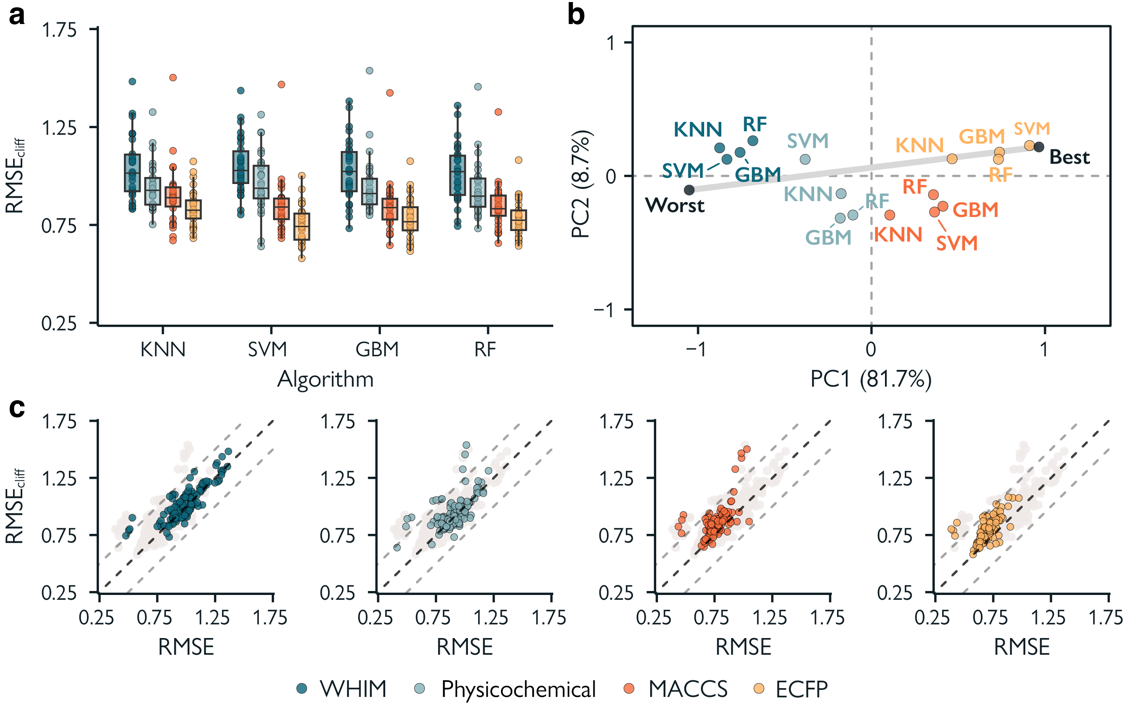 a
1.75
1.25
0.75
0.25
RMSEcliff
KNN SVM GBM RF
Algorithm
b
1
0
−1
PC2 (8.7%)
KNN RF
SVM GBM
SVM
KNN RF
GBM
KNN GBM SVM
RF
RF
GBM
KNN SVM
Worst
Best
−1 0 1
PC1 (81.7%)
c
RMSEcliff
1.75
1.25
0.75
0.25
0.25 0.75 1.25 1.75
RMSE
1.75
1.25
0.75
0.25
0.25 0.75 1.25 1.75
RMSE
1.75
1.25
0.75
0.25
0.25 0.75 1.25 1.75
RMSE
1.75
1.25
0.75
0.25
0.25 0.75 1.25 1.75
RMSE
WHIM Physicochemical MACCS ECFP